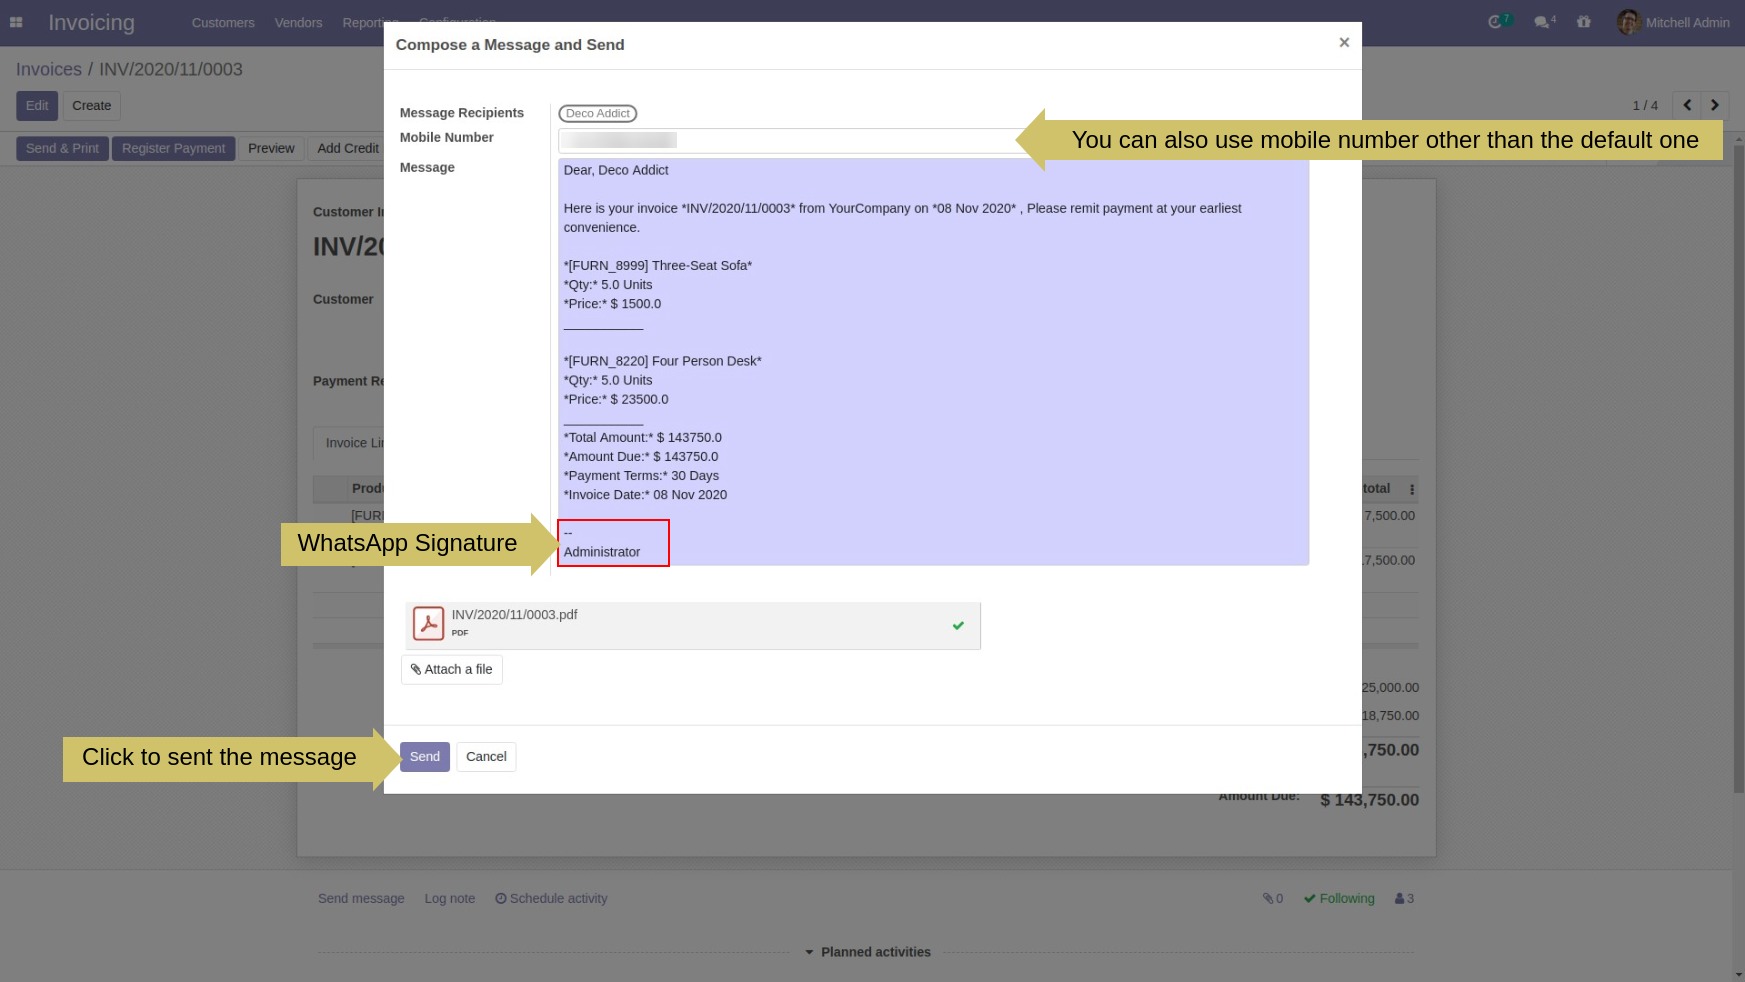 Invoicing
Customers
Vendors
Reporting
Configuration
7
4
Mitchell Admin
Invoices / INV/2020/11/0003
Edit
Create
1 / 4
Send & Print
Register Payment
Preview
Add Credit
Customer
INV/20
Customer
Payment
Invoice
[FUR
total
7,500.00
7,500.00
25,000.00
18,750.00
,750.00
Amount Due:
$ 143,750.00
Compose a Message and Send
×
Message Recipients
Deco Addict
Mobile Number
You can also use mobile number other than the default one
Message
Dear, Deco Addict
Here is your invoice *INV/2020/11/0003* from YourCompany on *08 Nov 2020* , Please remit payment at your earliest
convenience.
*[FURN_8999] Three-Seat Sofa*
*Qty:* 5.0 Units
*Price:* $ 1500.0
___________
*[FURN_8220] Four Person Desk*
*Qty:* 5.0 Units
*Price:* $ 23500.0
___________
*Total Amount:* $ 143750.0
*Amount Due:* $ 143750.0
*Payment Terms:* 30 Days
*Invoice Date:* 08 Nov 2020
--
Administrator
WhatsApp Signature
INV/2020/11/0003.pdf
PDF
Attach a file
Send
Cancel
Click to sent the message
Send message
Log note
Schedule activity
0
Following
3
Planned activities